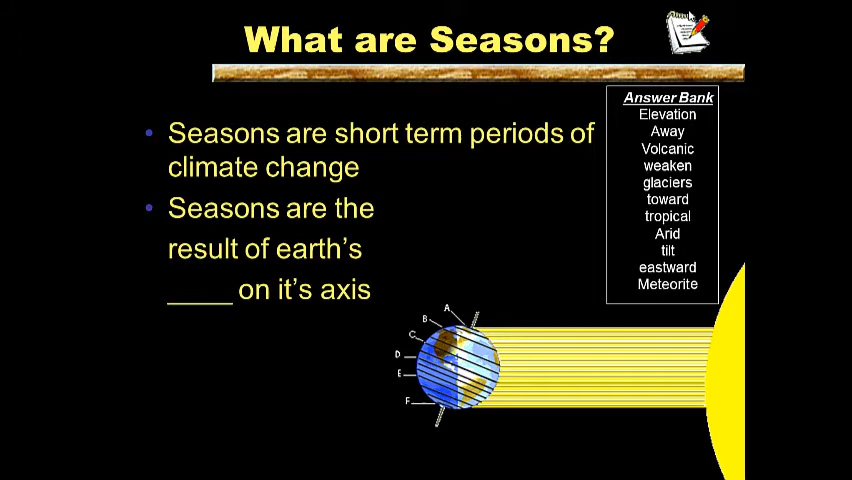 What are Seasons?
Answer Bank
Elevation
Away
Volcanic
weaken
glaciers
toward
tropical
Arid
tilt
eastward
Meteorite
• Seasons are short term periods of
climate change
• Seasons are the
result of earth's
____ on it's axis
A
B
C
D
E
F